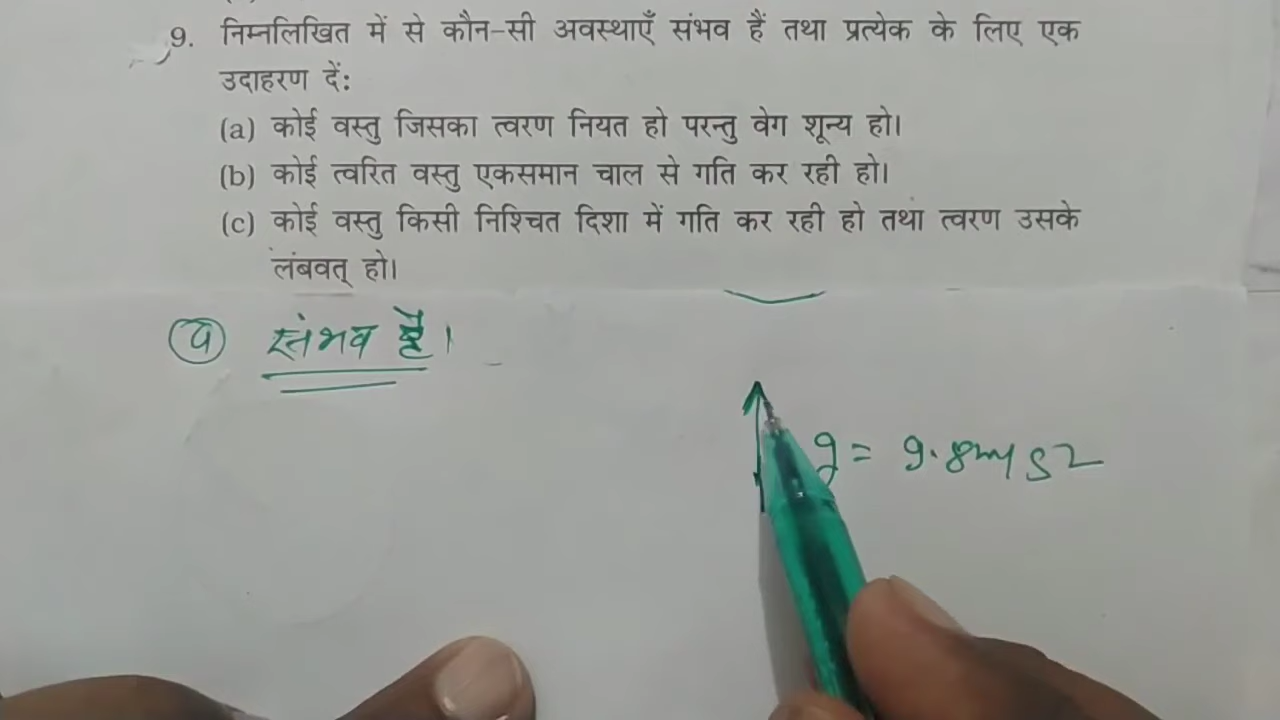 9. निम्नलिखित में से कौन-सी अवस्थाएँ संभव हैं तथा प्रत्येक के लिए एक
उदाहरण दें:
(a) कोई वस्तु जिसका त्वरण नियत हो परन्तु वेग शून्य हो।
(b) कोई त्वरित वस्तु एकसमान चाल से गति कर रही हो।
(c) कोई वस्तु किसी निश्चित दिशा में गति कर रही हो तथा त्वरण उसके
लंबवत् हो।
(a) संभव है।
g = 9.8m/s2